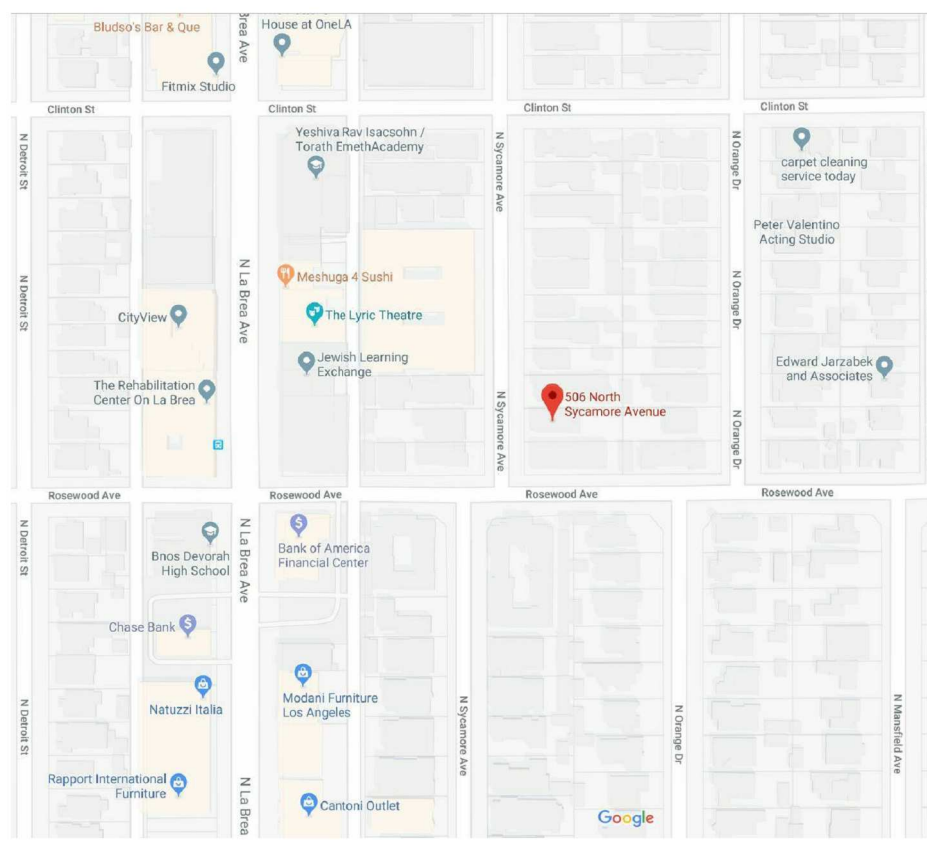 Bludso's Bar & Que
Brea Ave
House at OneLA
Fitmix Studio
Clinton St
Clinton St
Clinton St
Clinton St
N Detroit St
Yeshiva Rav Isacsohn /
Torath EmethAcademy
N Sycamore Ave
N Orange Dr
carpet cleaning
service today
Peter Valentino
Acting Studio
N Detroit St
N La Brea Ave
Meshuga 4 Sushi
N Orange Dr
CityView
The Lyric Theatre
Jewish Learning
Exchange
Edward Jarzabek
and Associates
The Rehabilitation
Center On La Brea
506 North
Sycamore Avenue
N Sycamore Ave
N Orange Dr
Rosewood Ave
Rosewood Ave
Rosewood Ave
Rosewood Ave
N Detroit St
Bnos Devorah
High School
N La Brea Ave
Bank of America
Financial Center
Chase Bank
Natuzzi Italia
Modani Furniture
Los Angeles
N Detroit St
N Sycamore Ave
N Orange Dr
N Mansfield Ave
Rapport International
Furniture
N La Brea
Cantoni Outlet
Google